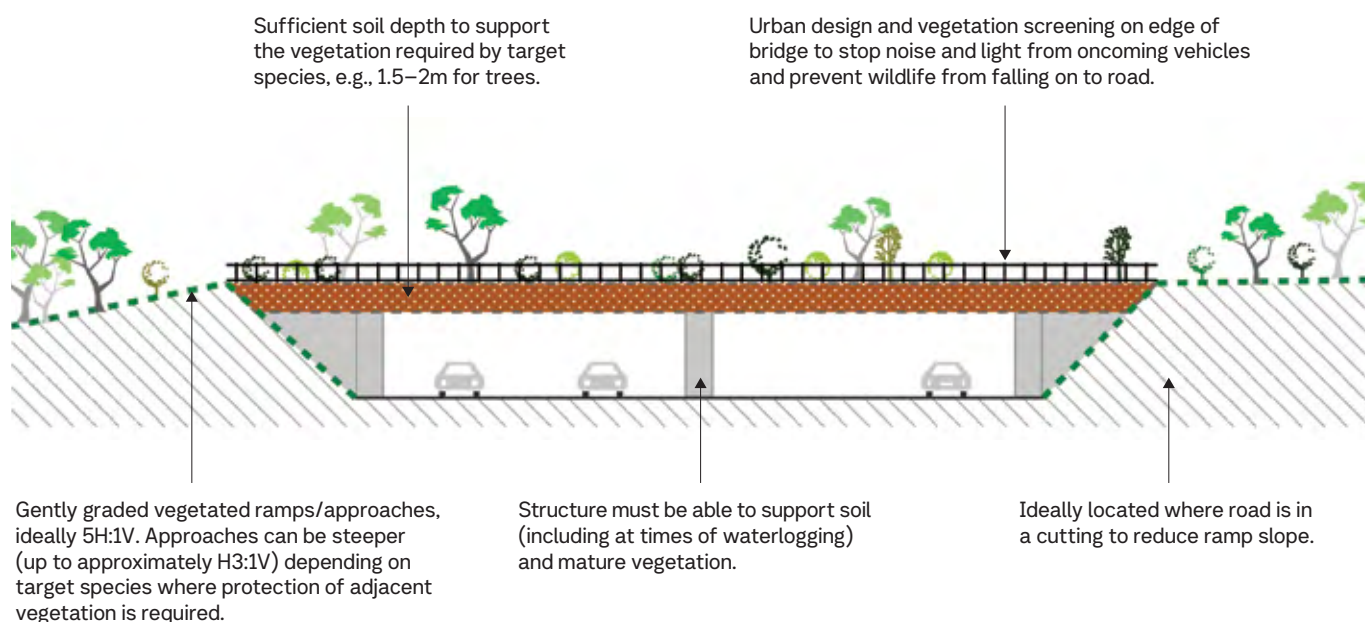 Sufficient soil depth to support
the vegetation required by target
species, e.g., 1.5–2m for trees.
Urban design and vegetation screening on edge of
bridge to stop noise and light from oncoming vehicles
and prevent wildlife from falling on to road.
Gently graded vegetated ramps/approaches,
ideally 5H:1V. Approaches can be steeper
(up to approximately H3:1V) depending on
target species where protection of adjacent
vegetation is required.
Structure must be able to support soil
(including at times of waterlogging)
and mature vegetation.
Ideally located where road is in
a cutting to reduce ramp slope.